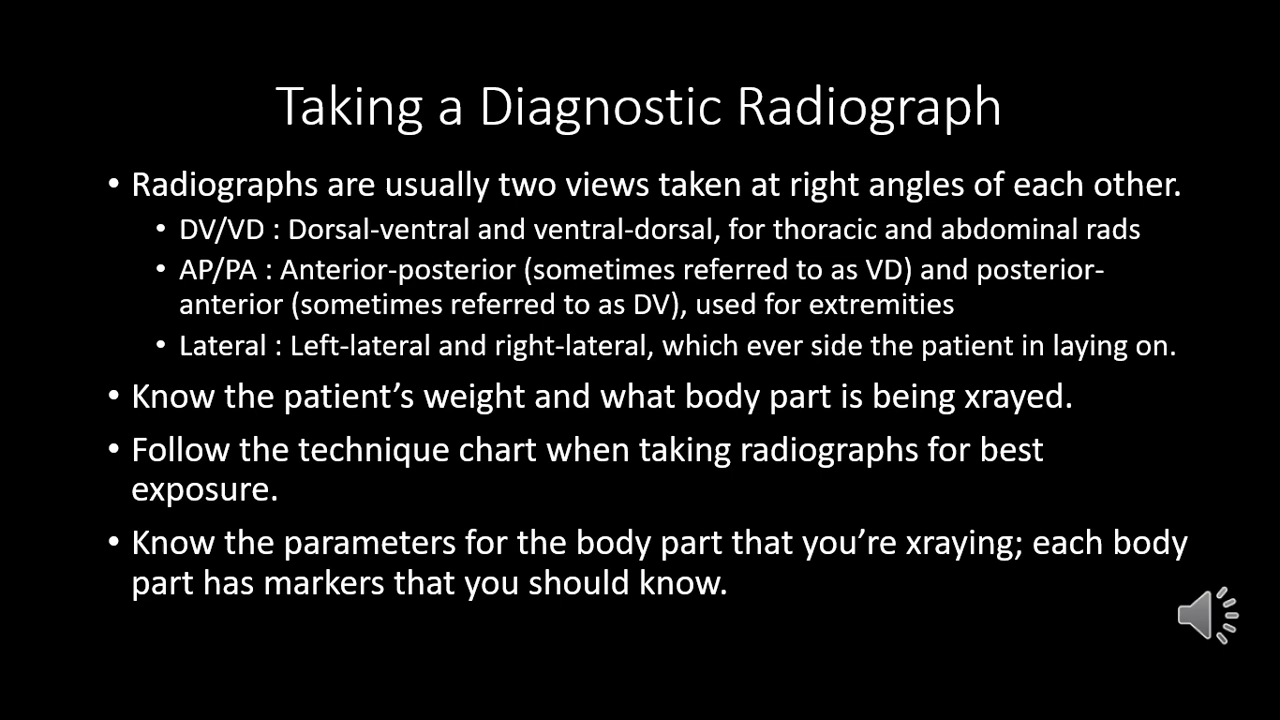 Taking a Diagnostic Radiograph
• Radiographs are usually two views taken at right angles of each other.
• DV/VD : Dorsal-ventral and ventral-dorsal, for thoracic and abdominal rads
• AP/PA : Anterior-posterior (sometimes referred to as VD) and posterior-
anterior (sometimes referred to as DV), used for extremities
• Lateral : Left-lateral and right-lateral, which ever side the patient in laying on.
• Know the patient’s weight and what body part is being xrayed.
• Follow the technique chart when taking radiographs for best
exposure.
• Know the parameters for the body part that you’re xraying; each body
part has markers that you should know.